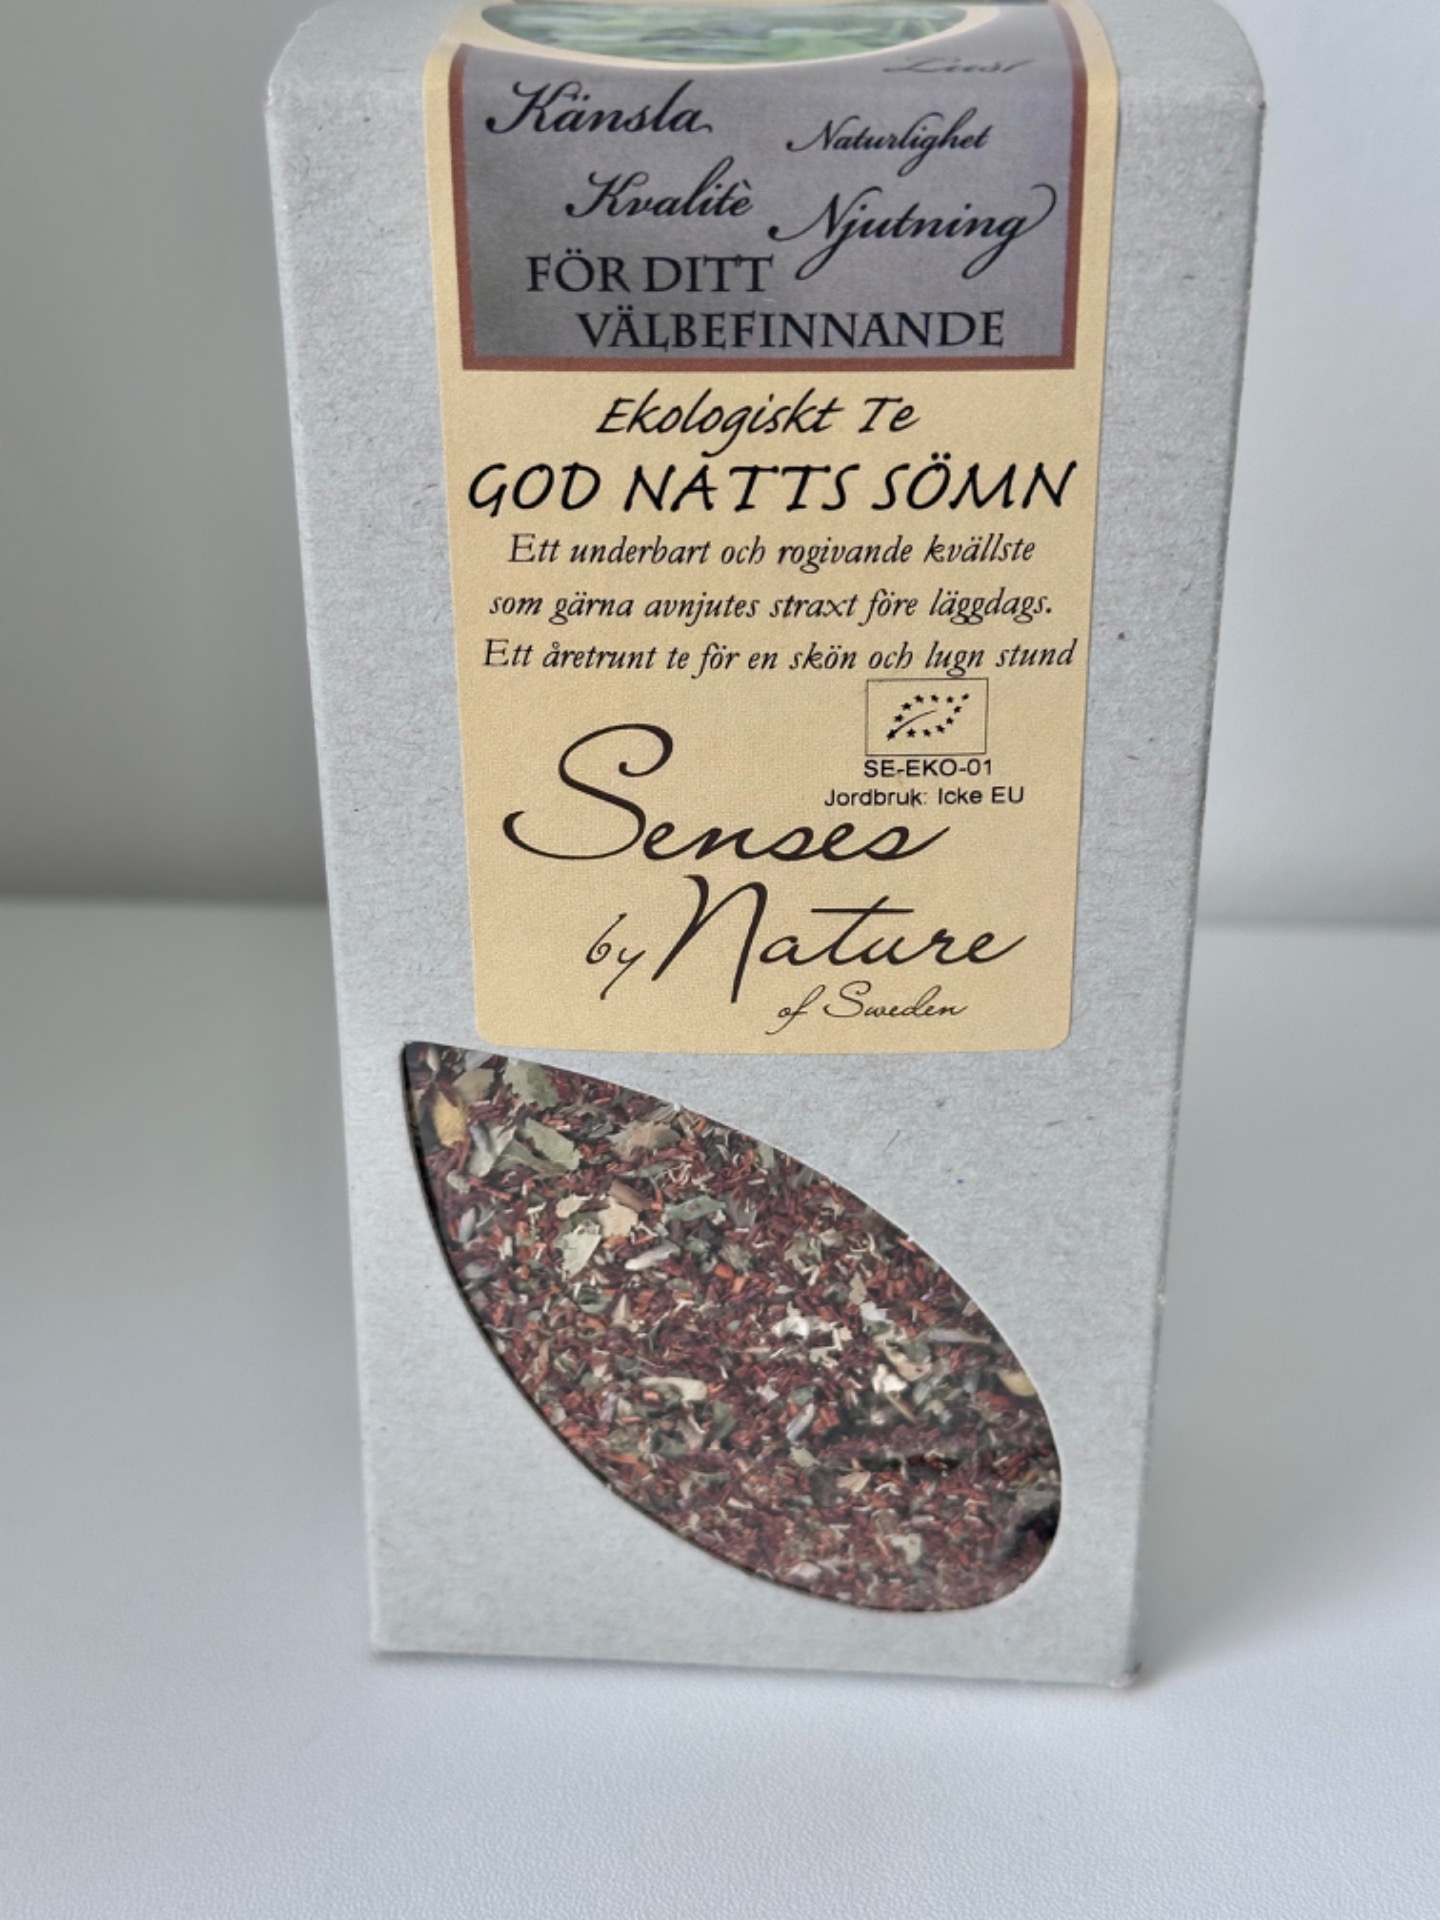 Känsla
Naturlighet
Kvalitè
Njutning
FÖR DITT
VÄLBEFINNANDE
Ekologiskt Te
GOD NATTS SÖMN
Ett underbart och rogivande kvällste
som gärna avnjutes straxt före läggdags.
Ett åretrunt te för en skön och lugn stund
SE-EKO-01
Jordbruk: Icke EU
Senses
by Nature
of Sweden